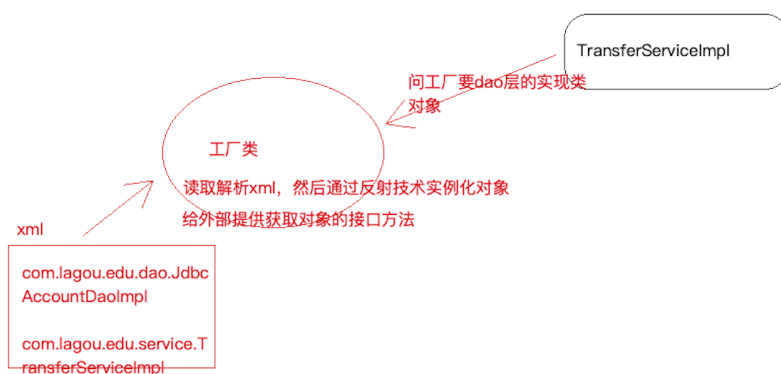 TransferServiceImpl
问工厂要dao层的实现类
对象
工厂类
读取解析xml，然后通过反射技术实例化对象
给外部提供获取对象的接口方法
xml
com.lagou.edu.dao.Jdbc
AccountDaoImpl
com.lagou.edu.service.T
ransferServiceImpl